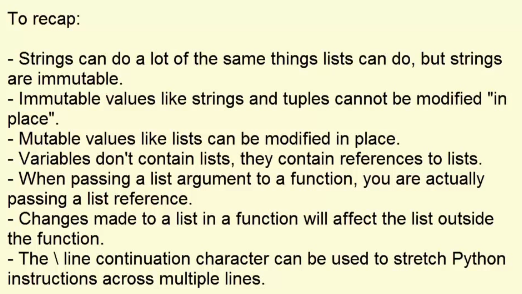 To recap:
- Strings can do a lot of the same things lists can do, but strings
are immutable.
- Immutable values like strings and tuples cannot be modified "in
place".
- Mutable values like lists can be modified in place.
- Variables don't contain lists, they contain references to lists.
- When passing a list argument to a function, you are actually
passing a list reference.
- Changes made to a list in a function will affect the list outside
the function.
- The \ line continuation character can be used to stretch Python
instructions across multiple lines.